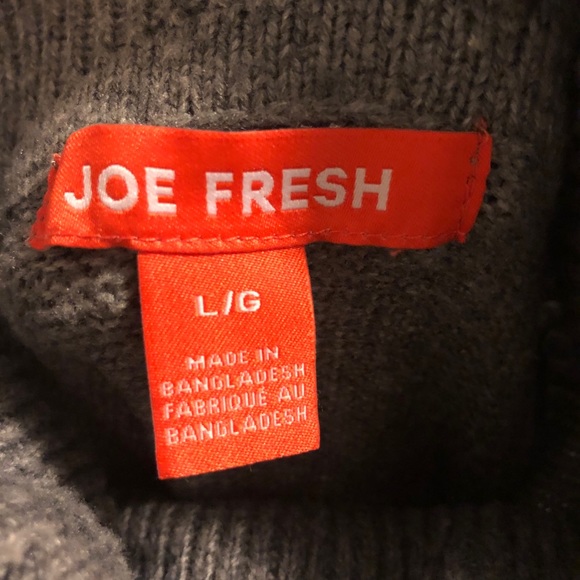 JOE FRESH
L/G
MADE IN
BANGLADESH
FABRIQUÉ AU
BANGLADESH